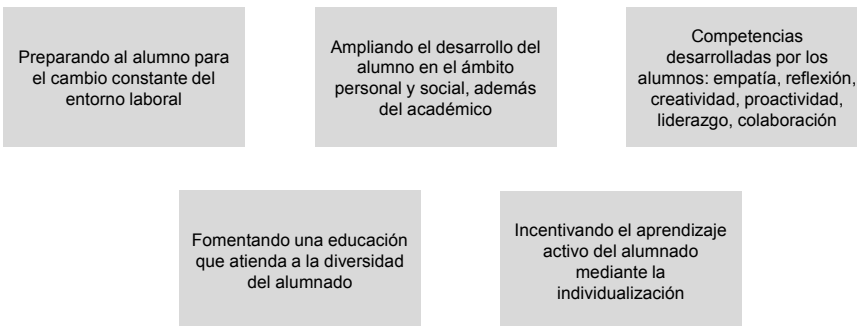 Preparando al alumno para
el cambio constante del
entorno laboral
Ampliando el desarrollo del
alumno en el ámbito
personal y social, además
del académico
Competencias
desarrolladas por los
alumnos: empatía, reflexión,
creatividad, proactividad,
liderazgo, colaboración
Fomentando una educación
que atienda a la diversidad
del alumnado
Incentivando el aprendizaje
activo del alumnado
mediante la
individualización